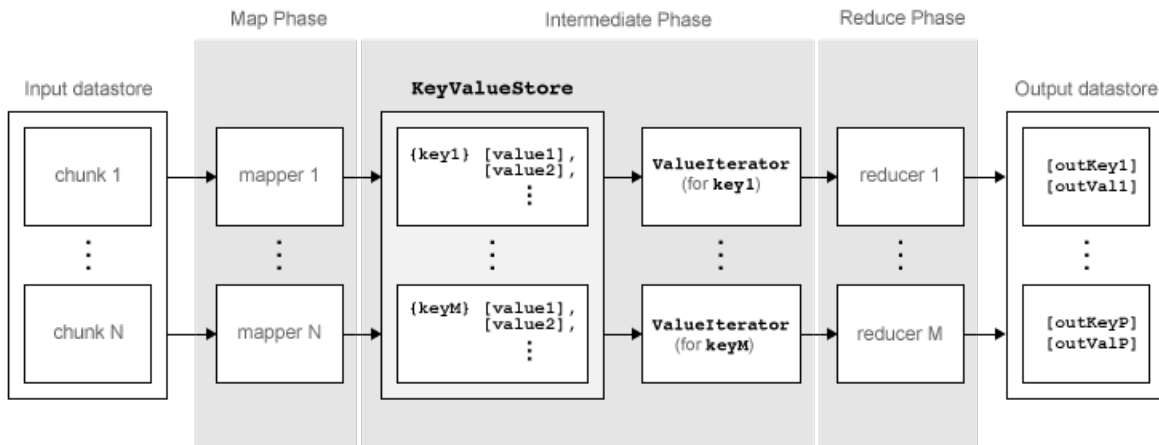 Map Phase
Intermediate Phase
Reduce Phase
Input datastore
KeyValueStore
Output datastore
chunk 1
mapper 1
{key1} [value1],
[value2],
⋮
ValueIterator
(for key1)
reducer 1
[outKey1]
[outVal1]
⋮
⋮
⋮
⋮
⋮
⋮
chunk N
mapper N
{keyM} [value1],
[value2],
⋮
ValueIterator
(for keyM)
reducer M
[outKeyP]
[outValP]